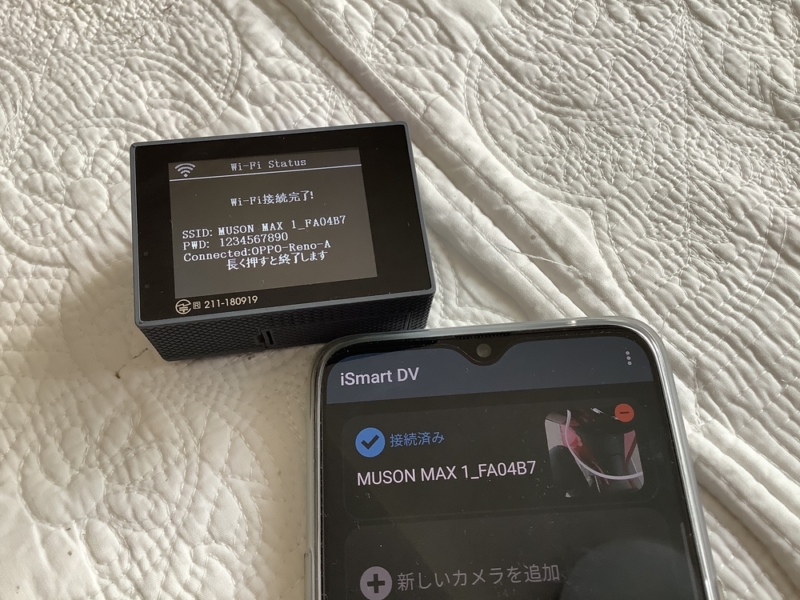 Wi-Fi Status
Wi-Fi接続完了!
SSID: MUSON MAX 1_FA04B7
PWD: 1234567890
Connected:OPPO-Reno-A
長く押すと終了します
211-180919
iSmart DV
接続済み
MUSON MAX 1_FA04B7
新しいカメラを追加